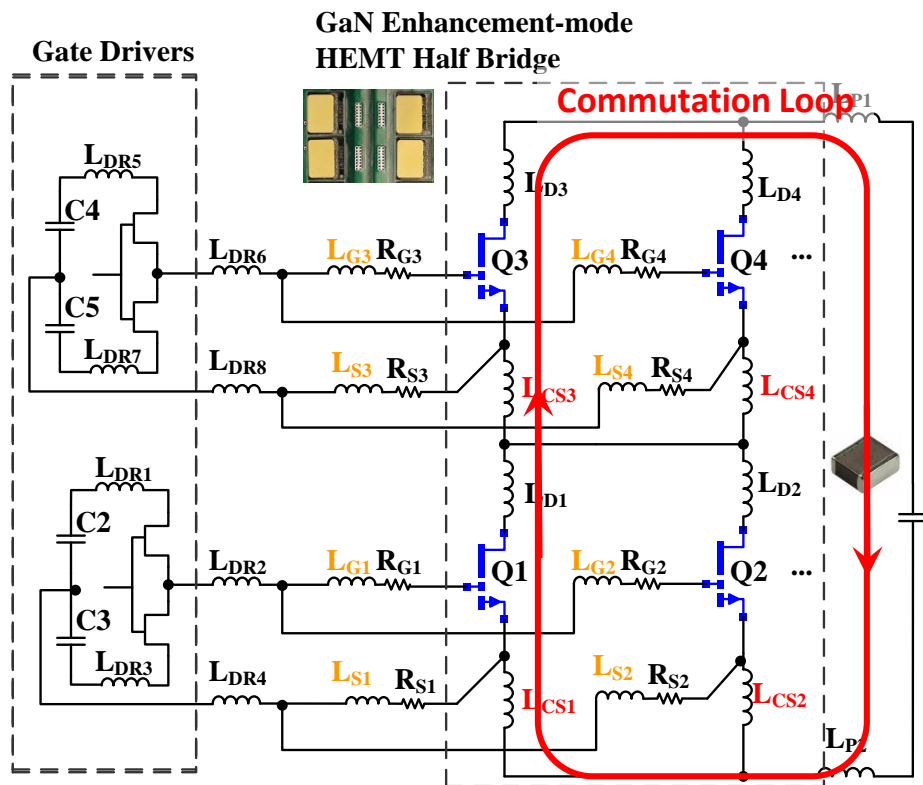 GaN Enhancement-mode
HEMT Half Bridge
Gate Drivers
Commutation Loop
LP1
LDR5
LD3
LD4
C4
LDR6
LG3
RG3
Q3
LG4
RG4
Q4
...
C5
LDR7
LDR8
LS3
RS3
LCS3
LS4
RS4
LCS4
LDR1
LD1
LD2
C2
LDR2
LG1
RG1
Q1
LG2
RG2
Q2
...
C3
LDR3
LDR4
LS1
RS1
LCS1
LS2
RS2
LCS2
LP2